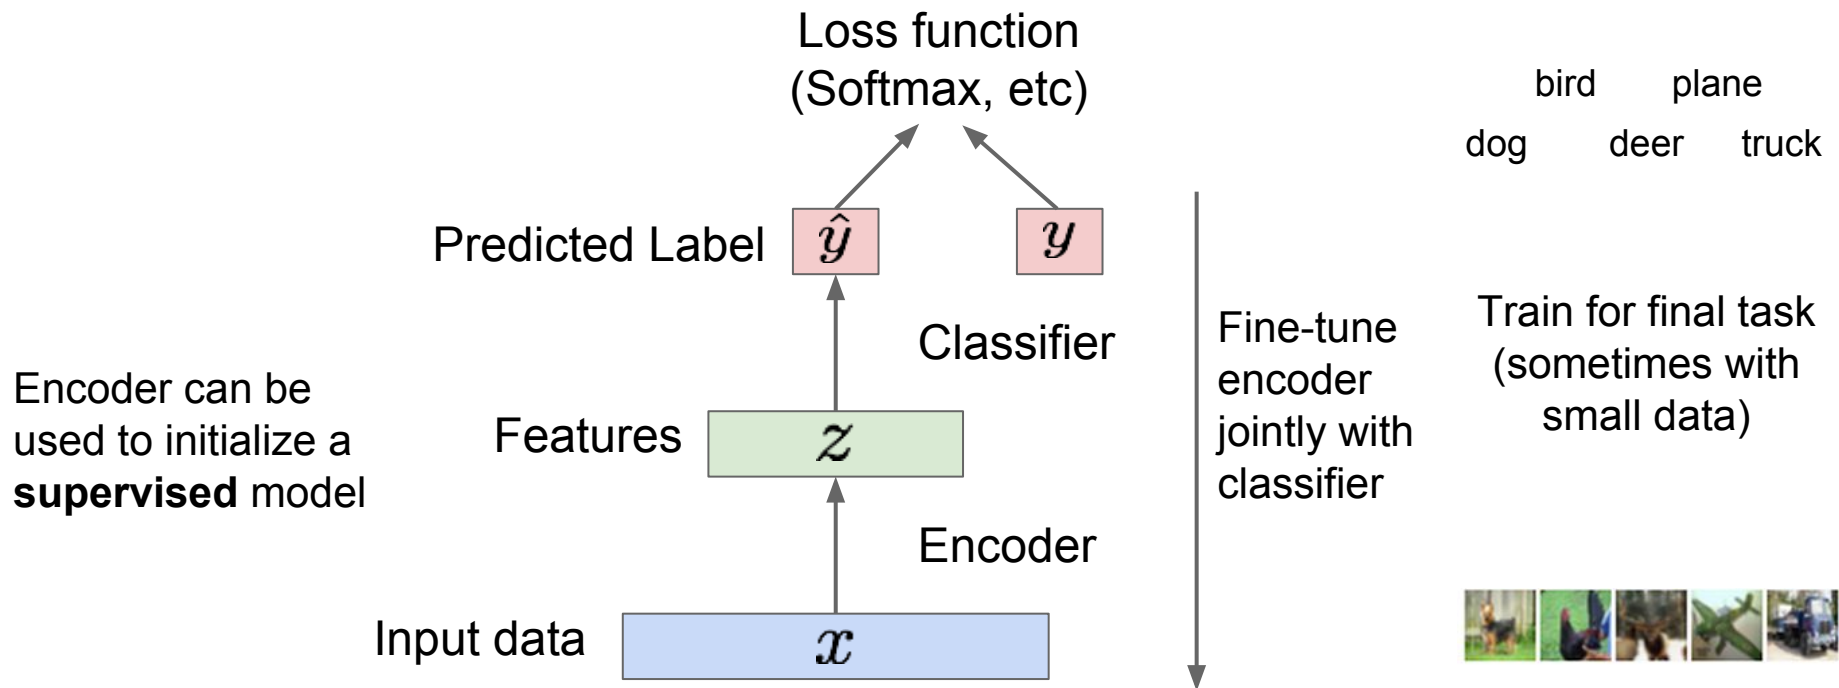 Loss function
(Softmax, etc)
bird plane
dog deer truck
Predicted Label
ŷ
y
Classifier
Fine-tune
encoder
jointly with
classifier
Train for final task
(sometimes with
small data)
Encoder can be
used to initialize a
supervised model
Features
z
Encoder
Input data
x